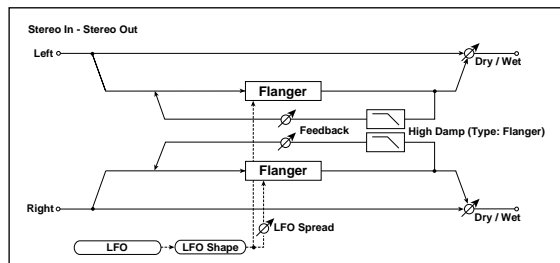 Stereo In - Stereo Out
Left
Dry / Wet
Flanger
Feedback
High Damp (Type: Flanger)
Flanger
Right
LFO Spread
Dry / Wet
LFO
LFO Shape